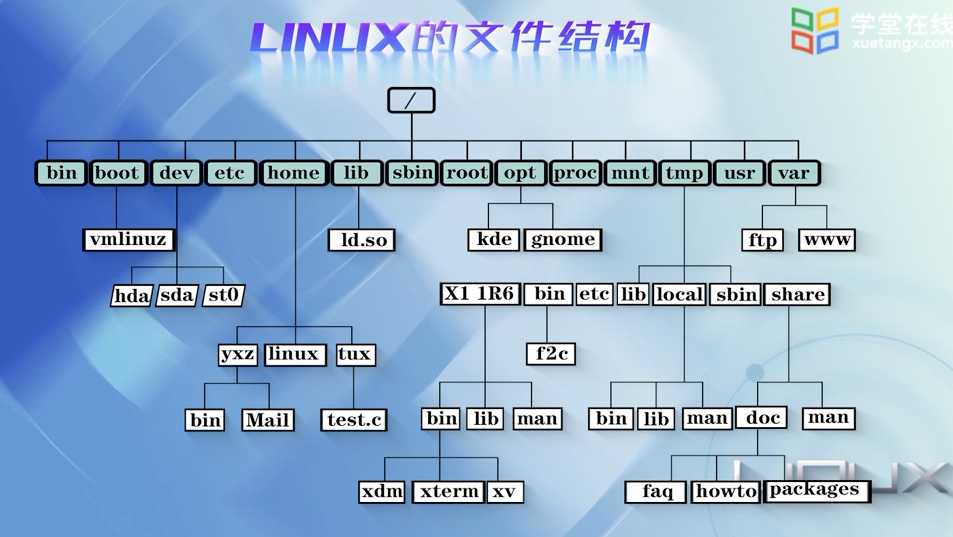 LINUX的文件结构
学堂在线
xuetangx.com
/
bin boot dev etc home lib sbin root opt proc mnt tmp usr var
vmlinuz ld.so kde gnome ftp www
hda sda st0 X1 1R6 bin etc lib local sbin share
yxz linux tux f2c
bin Mail test.c bin lib man bin lib man doc man
xdm xterm xv faq howto packages